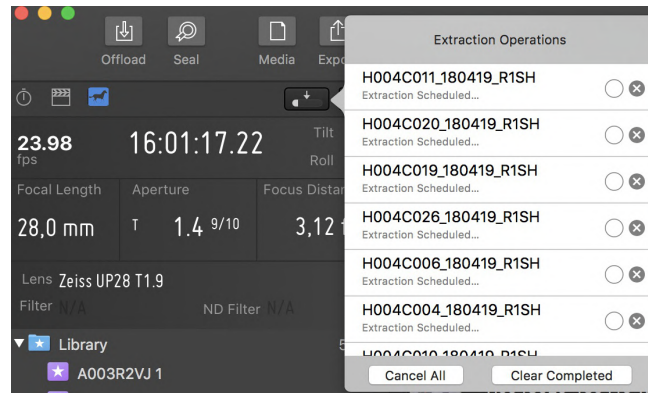 Offload Seal Media
Extraction Operations
23.98
fps
16:01:17.22
Tilt
Roll
Focal Length Aperture
28,0 mm T 1.4 9/10 3,12
Lens Zeiss UP28 T1.9
Filter N/A ND Filter N/A
Library
A003R2VJ 1
H004C011_180419_R1SH
Extraction Scheduled...
H004C020_180419_R1SH
Extraction Scheduled...
H004C019_180419_R1SH
Extraction Scheduled...
H004C026_180419_R1SH
Extraction Scheduled...
H004C006_180419_R1SH
Extraction Scheduled...
H004C004_180419_R1SH
Extraction Scheduled...
H004C010_180419_R1SH
Cancel All Clear Completed